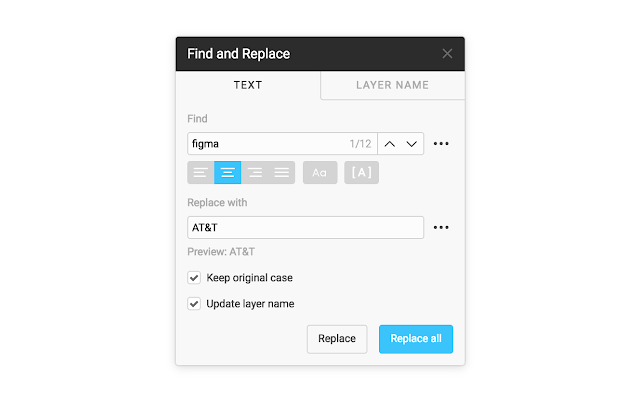 Find and Replace
TEXT LAYER NAME
Find
figma 1/12
Aa [A]
Replace with
AT&T
Preview: AT&T
Keep original case
Update layer name
Replace Replace all